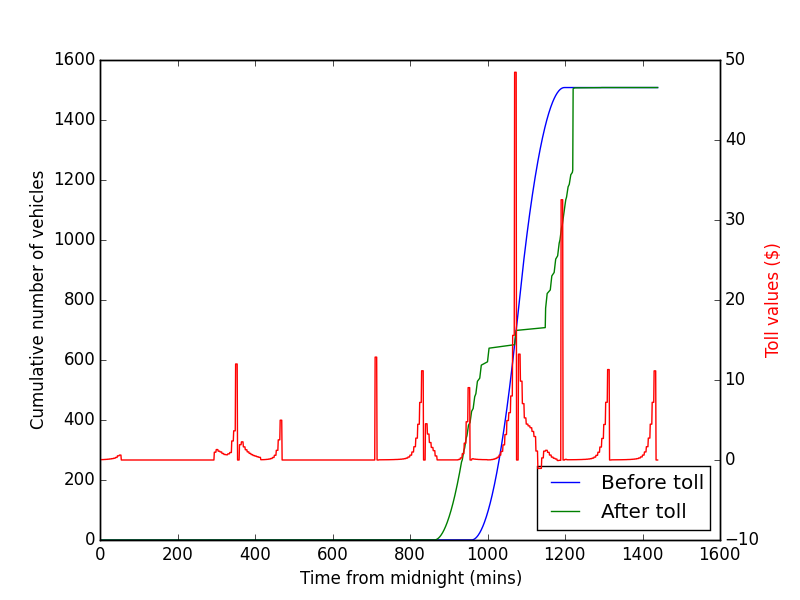 1600
1400
1200
1000
800
600
400
200
0
Cumulative number of vehicles
50
40
30
20
10
0
−10
Toll values ($)
Before toll
After toll
0 200 400 600 800 1000 1200 1400 1600
Time from midnight (mins)